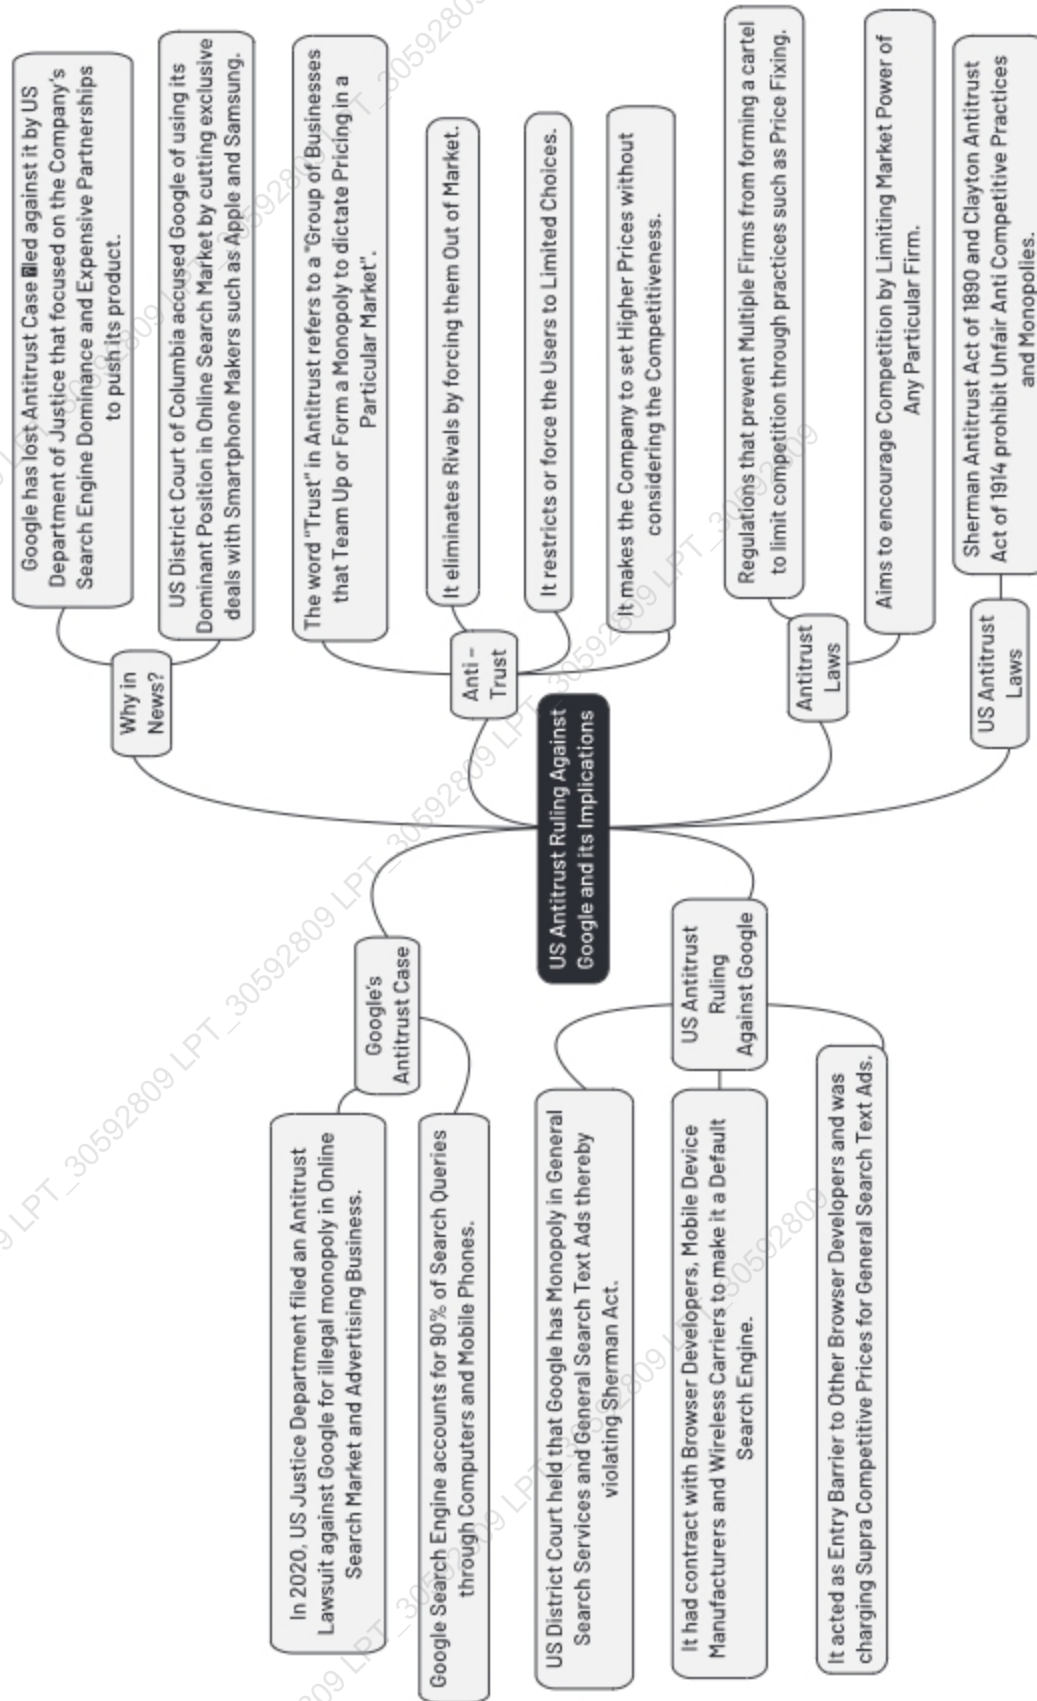 US Antitrust Ruling Against
Google and its Implications
Why in
News?
Google has lost Antitrust Case led against it by US
Department of Justice that focused on the Company's
Search Engine Dominance and Expensive Partnerships
to push its product.
US District Court of Columbia accused Google of using its
Dominant Position in Online Search Market by cutting exclusive
deals with Smartphone Makers such as Apple and Samsung.
Anti –
Trust
The word "Trust" in Antitrust refers to a "Group of Businesses
that Team Up or Form a Monopoly to dictate Pricing in a
Particular Market".
It eliminates Rivals by forcing them Out of Market.
It restricts or force the Users to Limited Choices.
It makes the Company to set Higher Prices without
considering the Competitiveness.
Antitrust
Laws
Regulations that prevent Multiple Firms from forming a cartel
to limit competition through practices such as Price Fixing.
Aims to encourage Competition by Limiting Market Power of
Any Particular Firm.
US Antitrust
Laws
Sherman Antitrust Act of 1890 and Clayton Antitrust
Act of 1914 prohibit Unfair Anti Competitive Practices
and Monopolies.
Google's
Antitrust Case
In 2020, US Justice Department filed an Antitrust
Lawsuit against Google for illegal monopoly in Online
Search Market and Advertising Business.
Google Search Engine accounts for 90% of Search Queries
through Computers and Mobile Phones.
US Antitrust
Ruling
Against Google
US District Court held that Google has Monopoly in General
Search Services and General Search Text Ads thereby
violating Sherman Act.
It had contract with Browser Developers, Mobile Device
Manufacturers and Wireless Carriers to make it a Default
Search Engine.
It acted as Entry Barrier to Other Browser Developers and was
charging Supra Competitive Prices for General Search Text Ads.
LPT_30592809 LPT_30592809 LPT_30592809 LPT_30592809
LPT_30592809 LPT_30592809 LPT_30592809